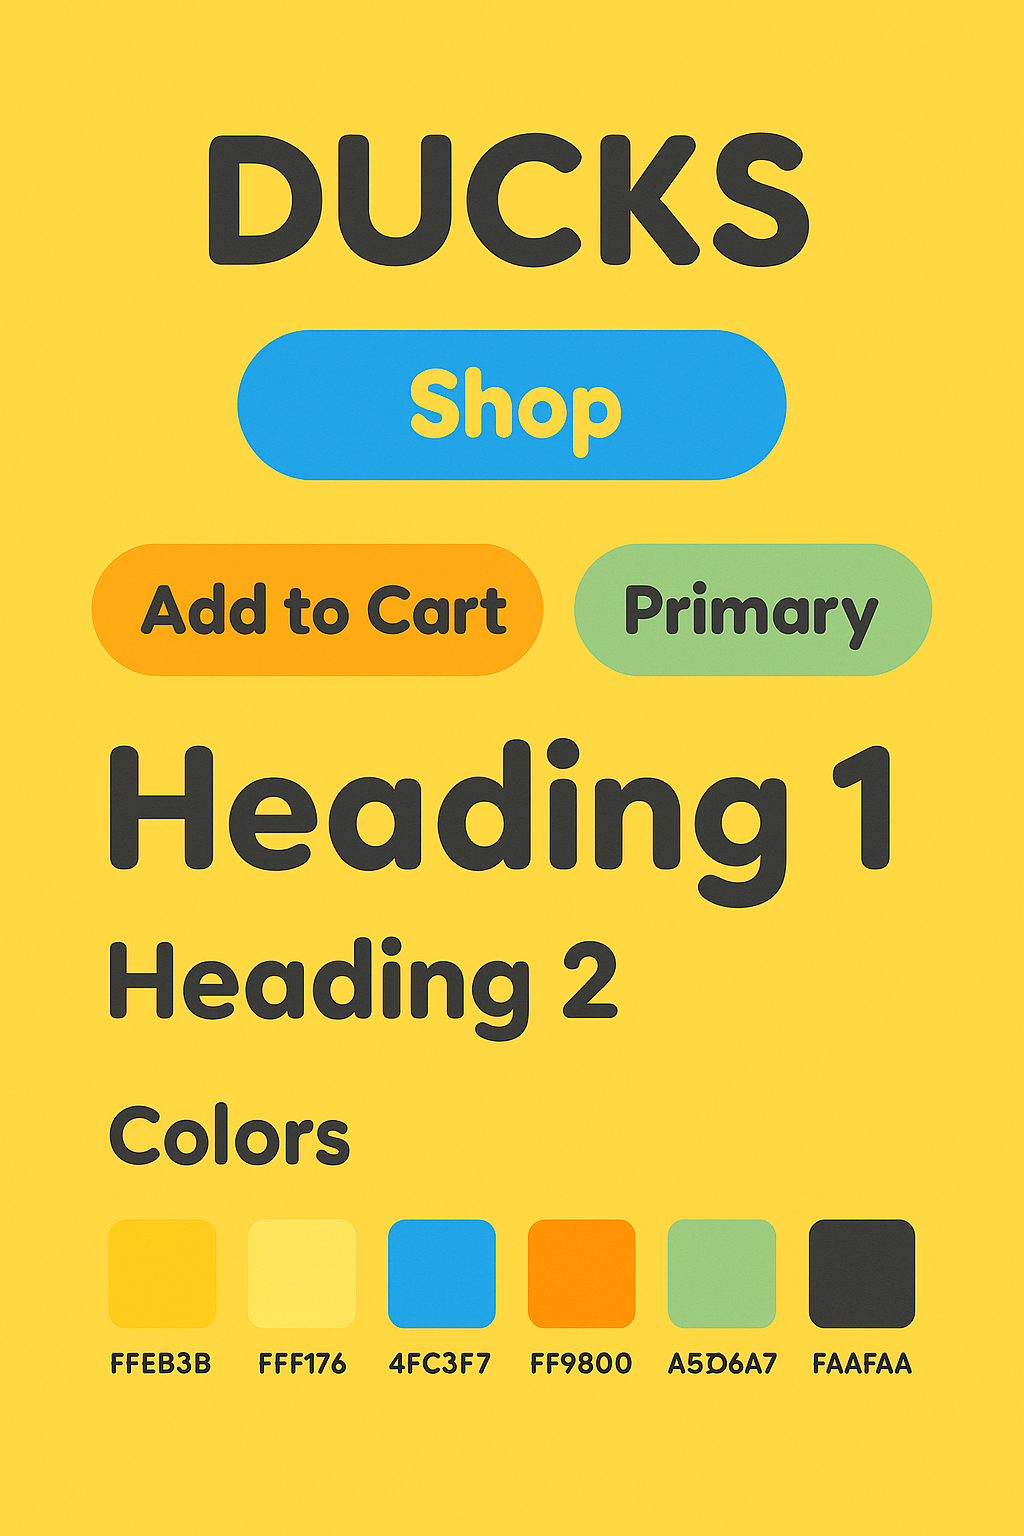 DUCKS
Shop
Add to Cart
Primary
Heading 1
Heading 2
Colors
FFEB3B FFF176 4FC3F7 FF9800 A5D6A7 FAAFAA